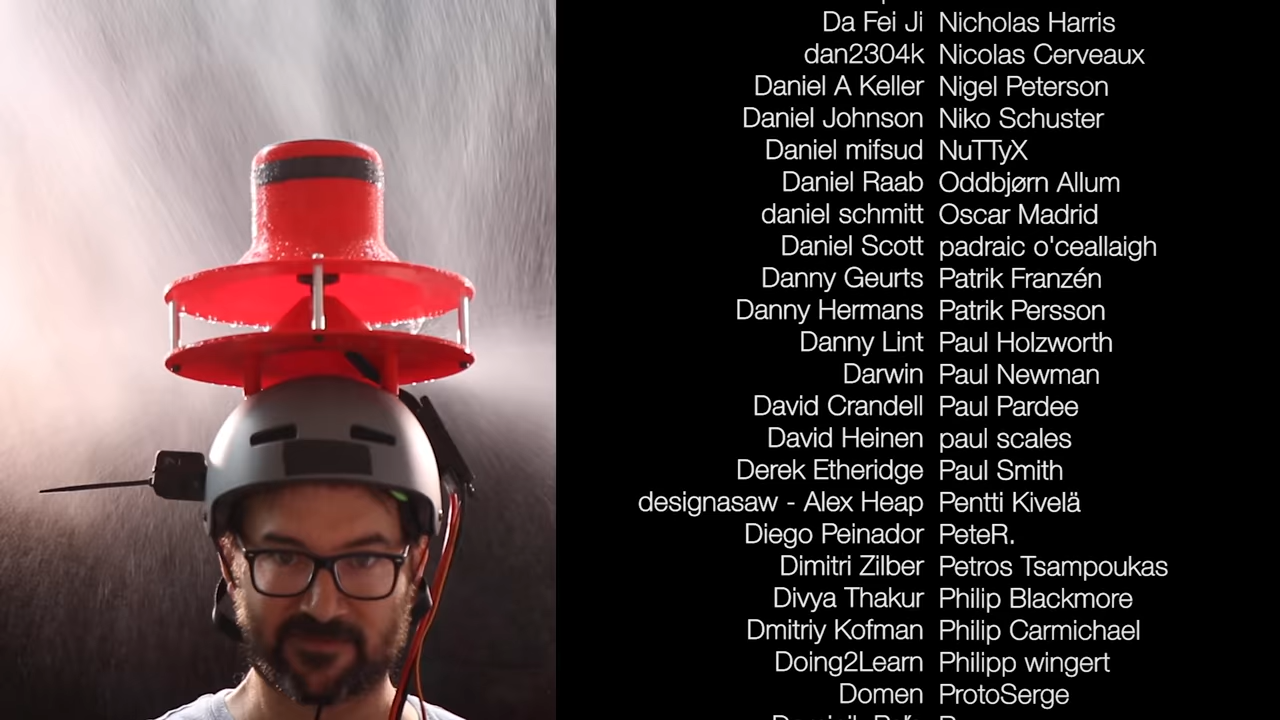 Da Fei Ji Nicholas Harris
dan2304k Nicolas Cerveaux
Daniel A Keller Nigel Peterson
Daniel Johnson Niko Schuster
Daniel mifsud NuTTyX
Daniel Raab Oddbjørn Allum
daniel schmitt Oscar Madrid
Daniel Scott padraic o'ceallaigh
Danny Geurts Patrik Franzén
Danny Hermans Patrik Persson
Danny Lint Paul Holzworth
Darwin Paul Newman
David Crandell Paul Pardee
David Heinen paul scales
Derek Etheridge Paul Smith
designasaw - Alex Heap Pentti Kivelä
Diego Peinador PeteR.
Dimitri Zilber Petros Tsampoukas
Divya Thakur Philip Blackmore
Dmitriy Kofman Philip Carmichael
Doing2Learn Philipp wingert
Domen ProtoSerge